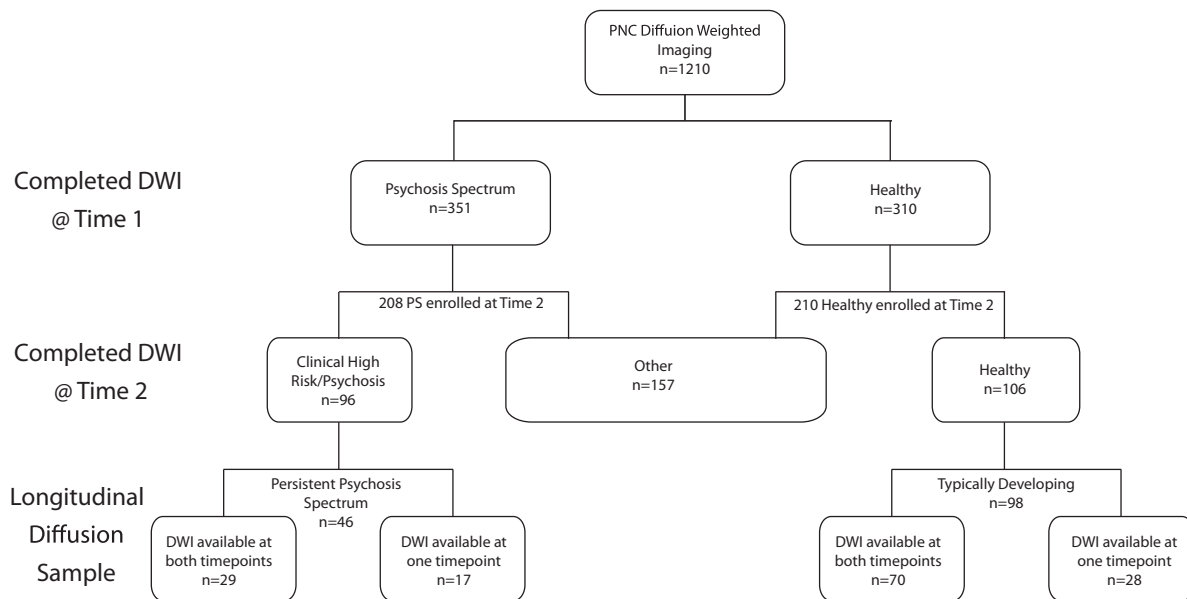 PNC Diffuion Weighted
Imaging
n=1210
Completed DWI
@ Time 1
Psychosis Spectrum
n=351
Healthy
n=310
208 PS enrolled at Time 2
210 Healthy enrolled at Time 2
Completed DWI
@ Time 2
Clinical High
Risk/Psychosis
n=96
Other
n=157
Healthy
n=106
Longitudinal
Diffusion
Sample
Persistent Psychosis
Spectrum
n=46
Typically Developing
n=98
DWI available at
both timepoints
n=29
DWI available at
one timepoint
n=17
DWI available at
both timepoints
n=70
DWI available at
one timepoint
n=28